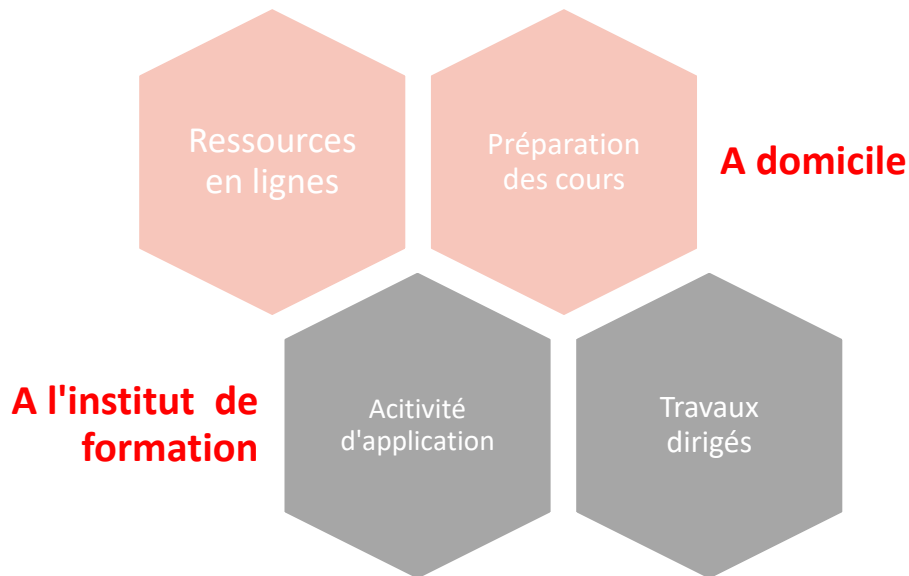 Ressources
en lignes
Préparation
des cours
A domicile
A l'institut de
formation
Acitivité
d'application
Travaux
dirigés